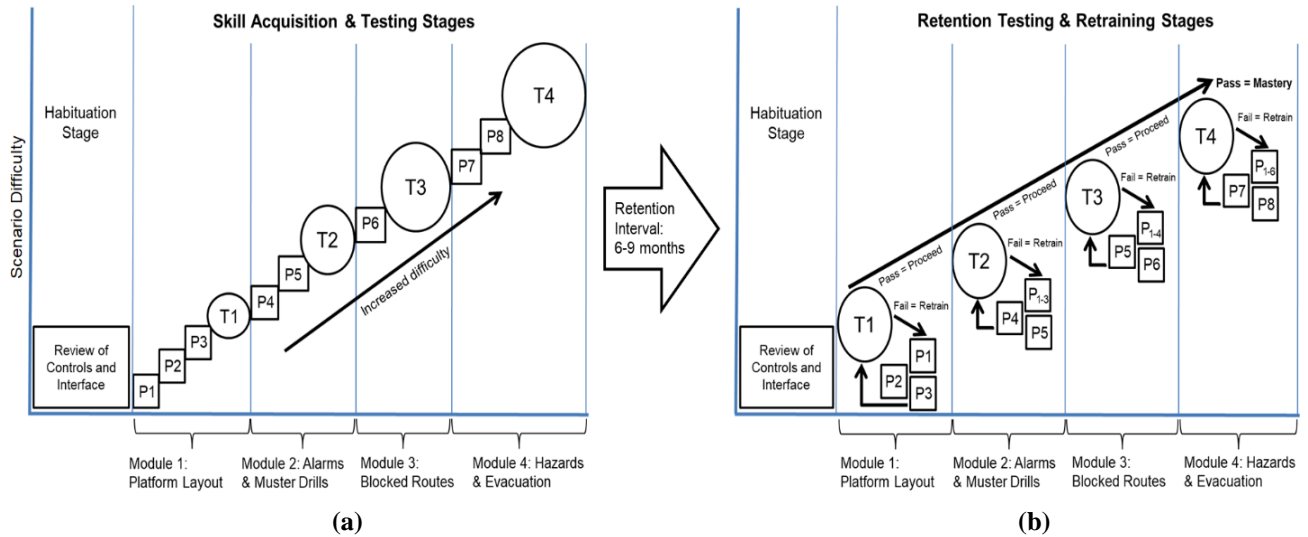 Skill Acquisition & Testing Stages
Scenario Difficulty
Habituation
Stage
Review of
Controls and
Interface
P1
P2
P3
T1
P4
P5
T2
P6
T3
P7
P8
T4
Increased difficulty
Module 1:
Platform Layout
Module 2: Alarms
& Muster Drills
Module 3:
Blocked Routes
Module 4: Hazards
& Evacuation
(a)
Retention
Interval:
6-9 months
Retention Testing & Retraining Stages
Habituation
Stage
Review of
Controls and
Interface
T1
Fail = Retrain
P1
P2
P3
Pass = Proceed
T2
Fail = Retrain
P1-3
P4
P5
Pass = Proceed
T3
Fail = Retrain
P1-4
P5
P6
Pass = Proceed
T4
Fail = Retrain
P1-6
P7
P8
Pass = Mastery
Module 1:
Platform Layout
Module 2: Alarms
& Muster Drills
Module 3:
Blocked Routes
Module 4: Hazards
& Evacuation
(b)